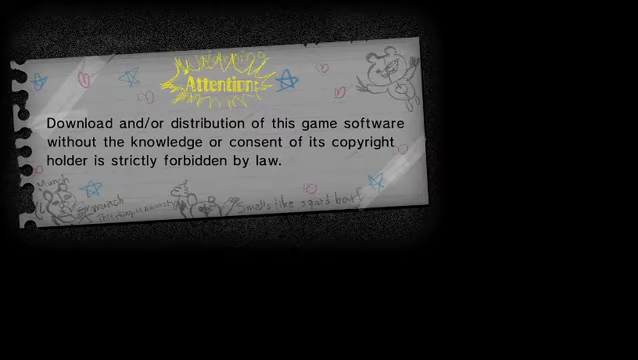 Attention:
Download and/or distribution of this game software
without the knowledge or consent of its copyright
holder is strictly forbidden by law.
Munch
munch
Smells like squid bearf